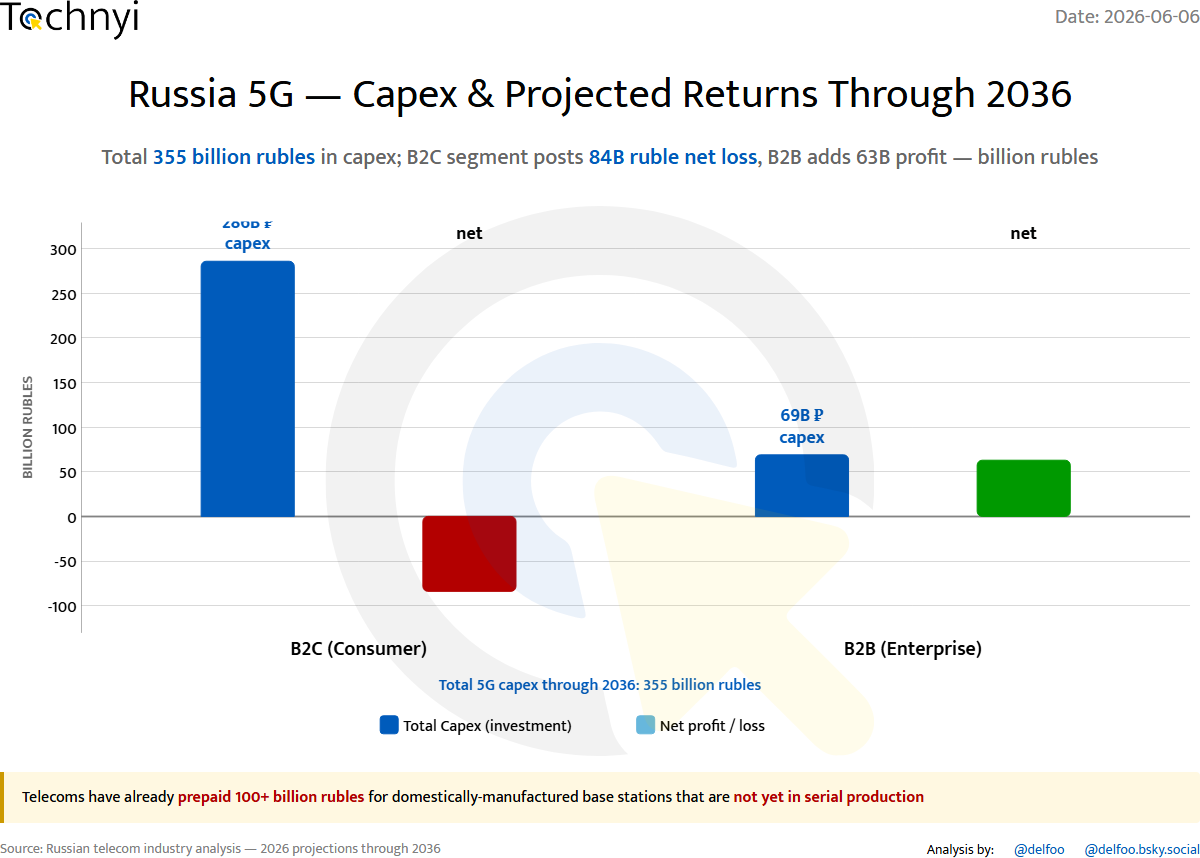 Technyi
Date: 2026-06-06
Russia 5G — Capex & Projected Returns Through 2036
Total 355 billion rubles in capex; B2C segment posts 84B ruble net loss, B2B adds 63B profit — billion rubles
286B ₽
capex
net
net
300
250
200
150
100
50
0
-50
-100
BILLION RUBLES
69B ₽
capex
B2C (Consumer)
B2B (Enterprise)
Total 5G capex through 2036: 355 billion rubles
Total Capex (investment)
Net profit / loss
Telecoms have already prepaid 100+ billion rubles for domestically-manufactured base stations that are not yet in serial production
Source: Russian telecom industry analysis — 2026 projections through 2036
Analysis by: @delfoo @delfoo.bsky.social